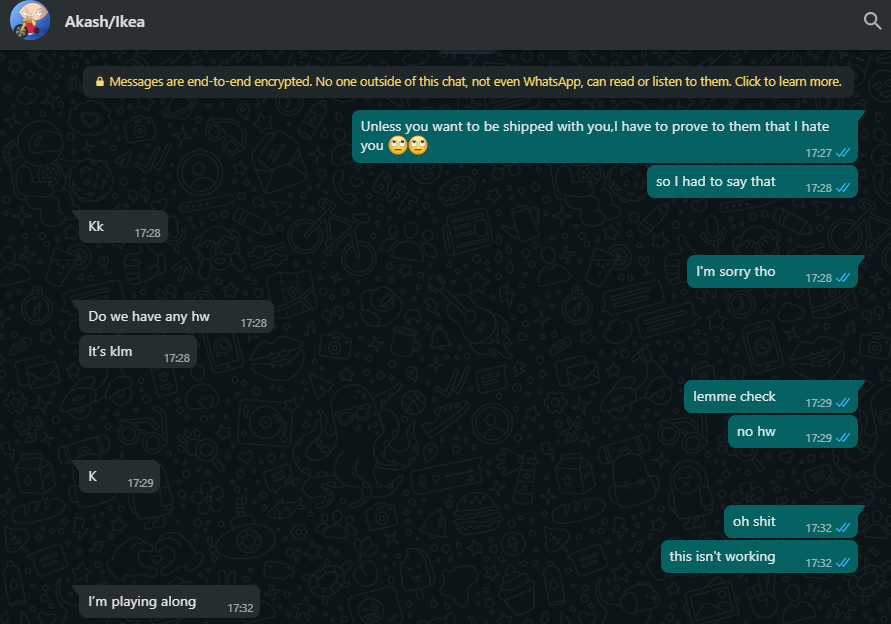 Akash/Ikea
Messages are end-to-end encrypted. No one outside of this chat, not even WhatsApp, can read or listen to them. Click to learn more.
Unless you want to be shipped with you,I have to prove to them that I hate
you 🙄🙄
17:27
so I had to say that
17:28
Kk
17:28
I'm sorry tho
17:28
Do we have any hw
17:28
It's klm
17:28
lemme check
17:29
no hw
17:29
K
17:29
oh shit
17:32
this isn't working
17:32
I'm playing along
17:32